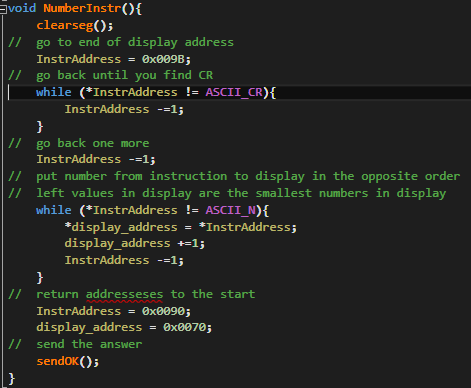 void NumberInstr(){
    clearseg();
//  go to end of display address
    InstrAddress = 0x009B;
//  go back until you find CR
    while (*InstrAddress != ASCII_CR){
        InstrAddress -=1;
    }
//  go back one more
    InstrAddress -=1;
//  put number from instruction to display in the opposite order
//  left values in display are the smallest numbers in display
    while (*InstrAddress != ASCII_N){
        *display_address = *InstrAddress;
        display_address +=1;
        InstrAddress -=1;
    }
//  return addresseses to the start
    InstrAddress = 0x0090;
    display_address = 0x0070;
//  send the answer
    sendOK();
}